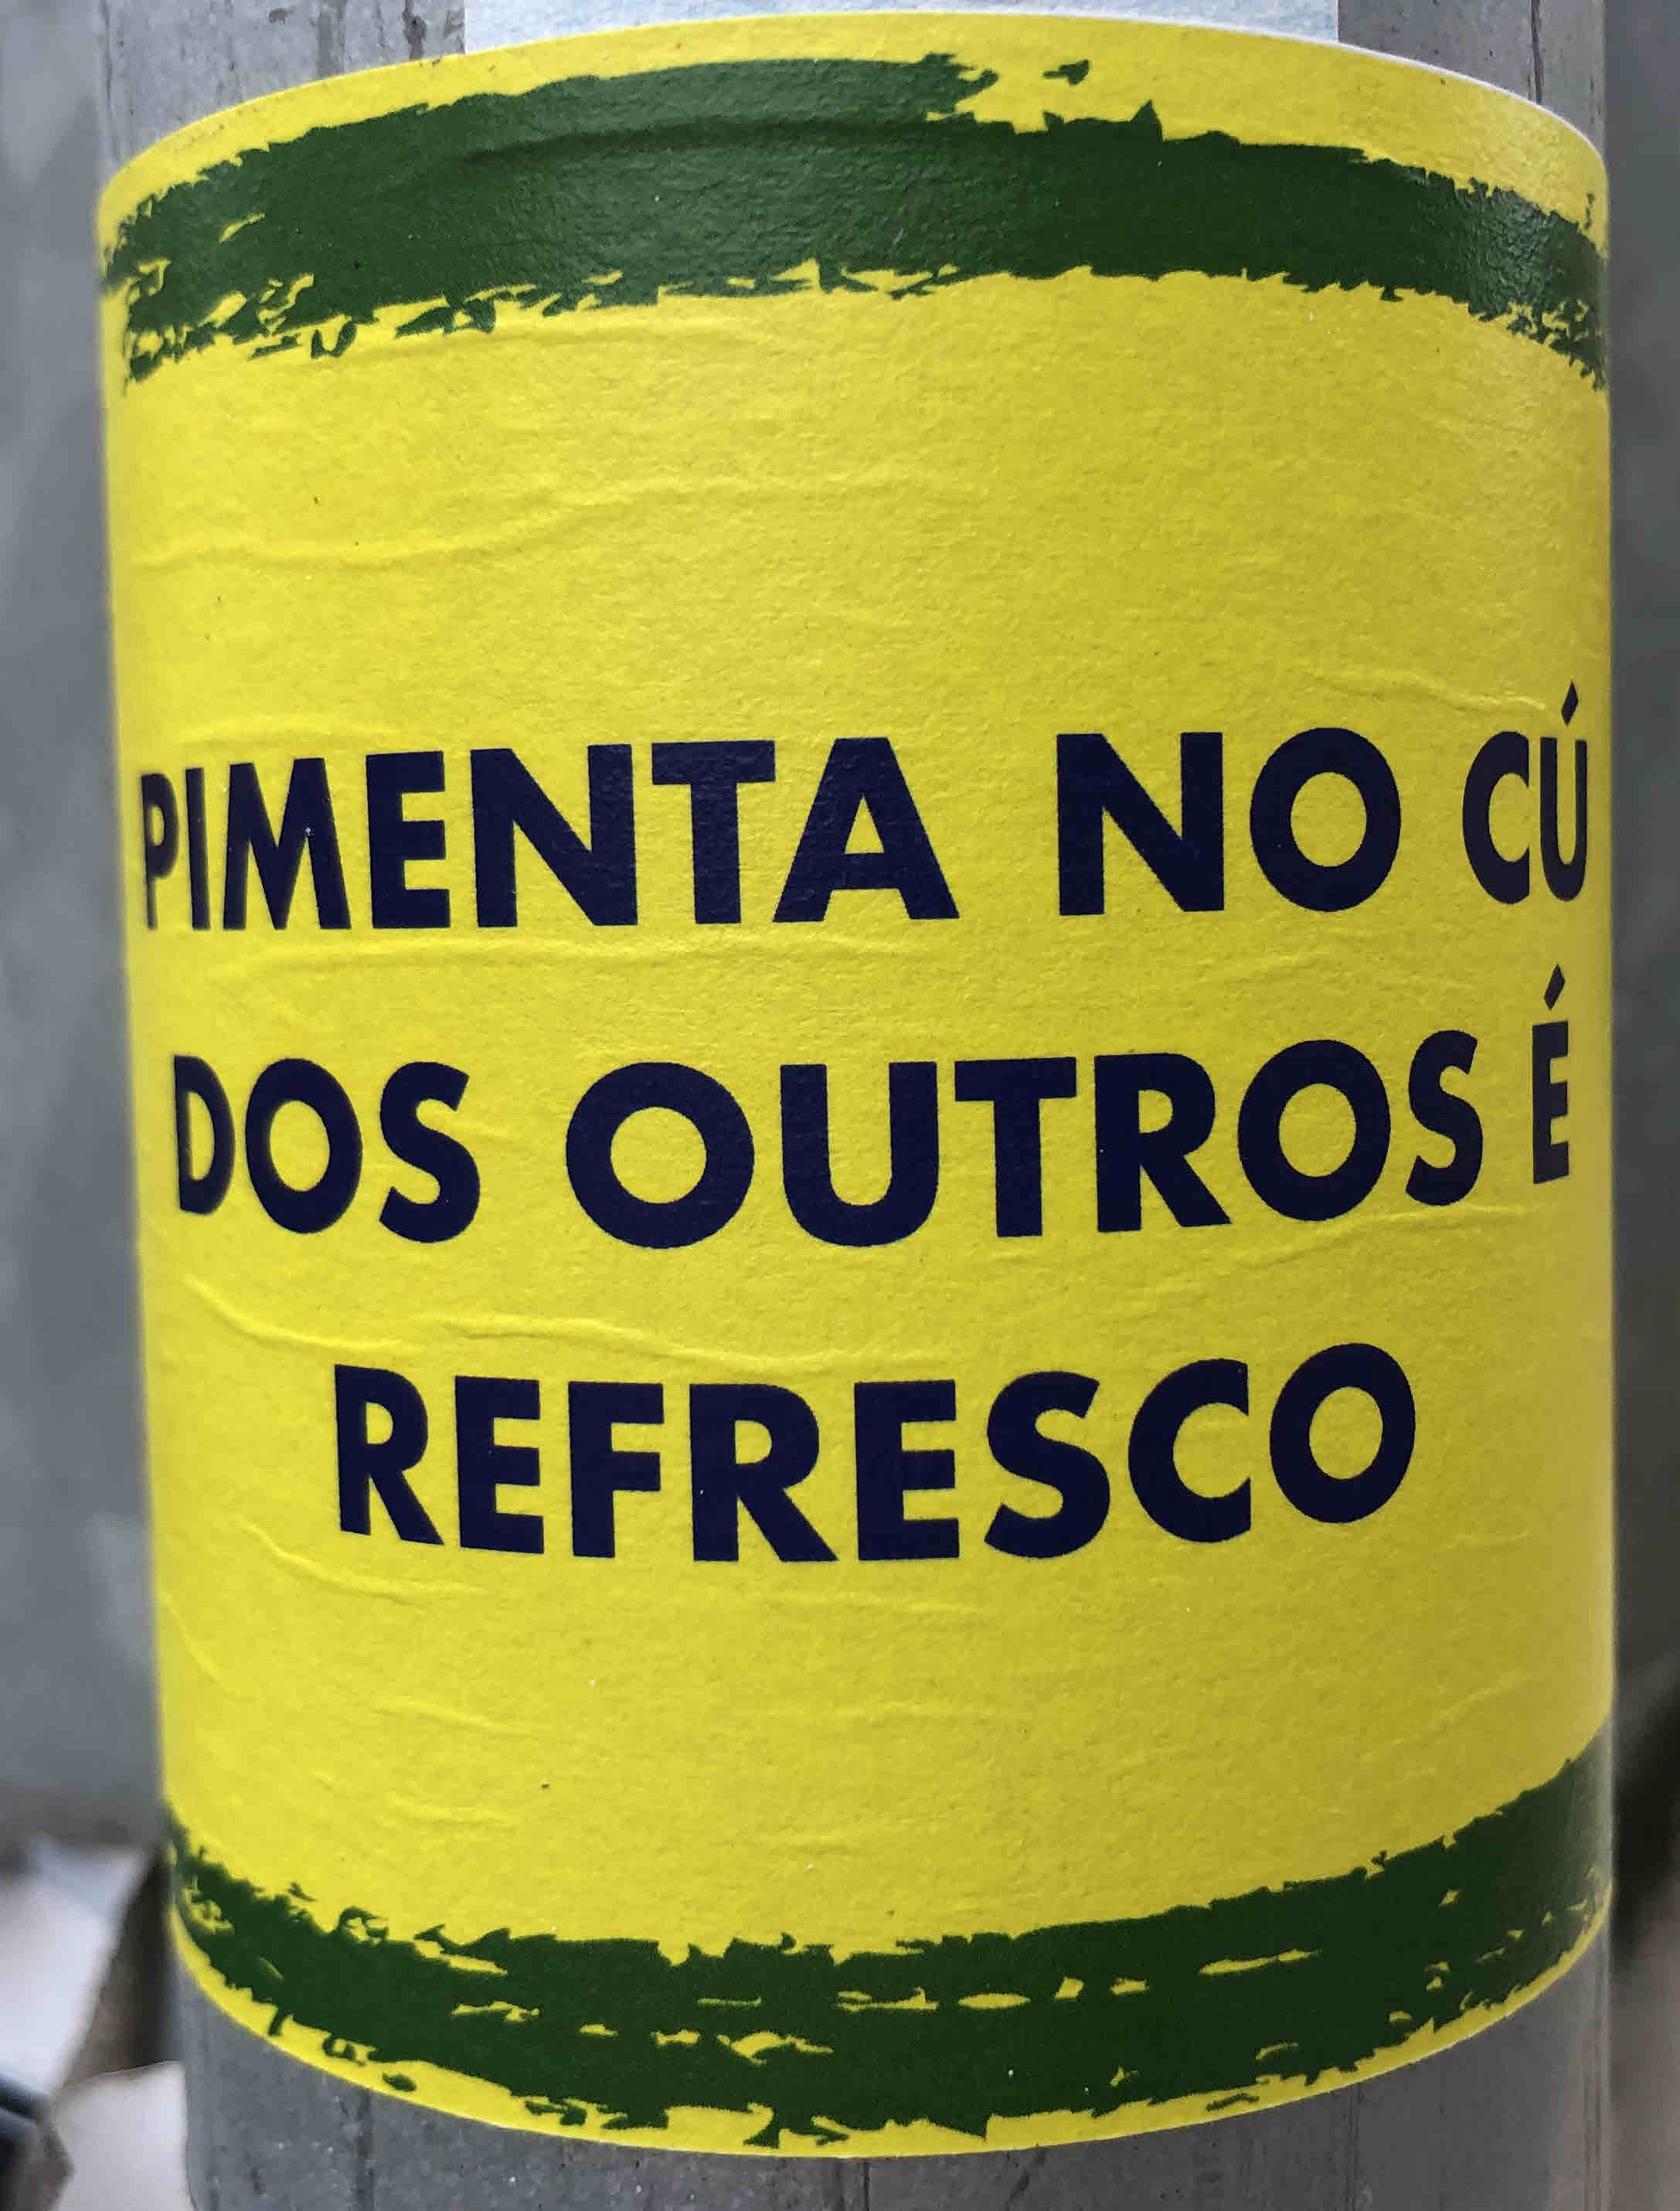 PIMENTA NO CÚ
DOS OUTROS É
REFRESCO